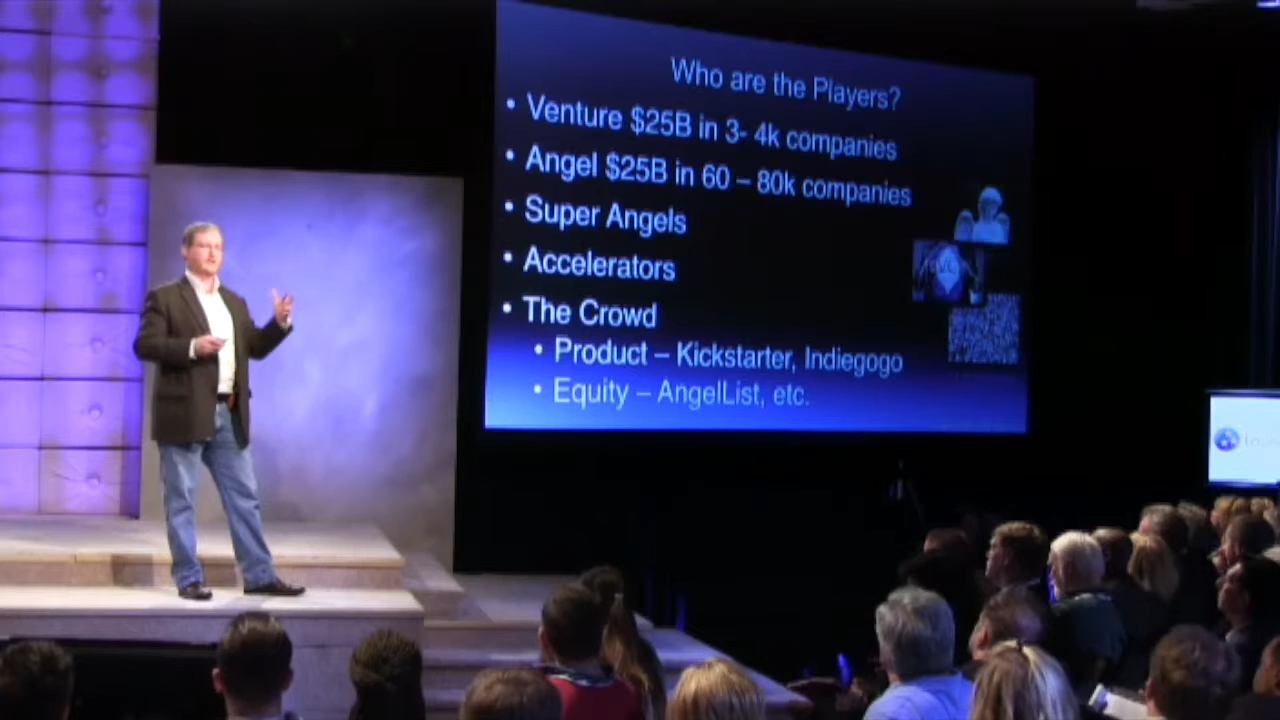 Who are the Players?
• Venture $25B in 3- 4k companies
• Angel $25B in 60 – 80k companies
• Super Angels
• Accelerators
• The Crowd
• Product – Kickstarter, Indiegogo
• Equity – AngelList, etc.
VC